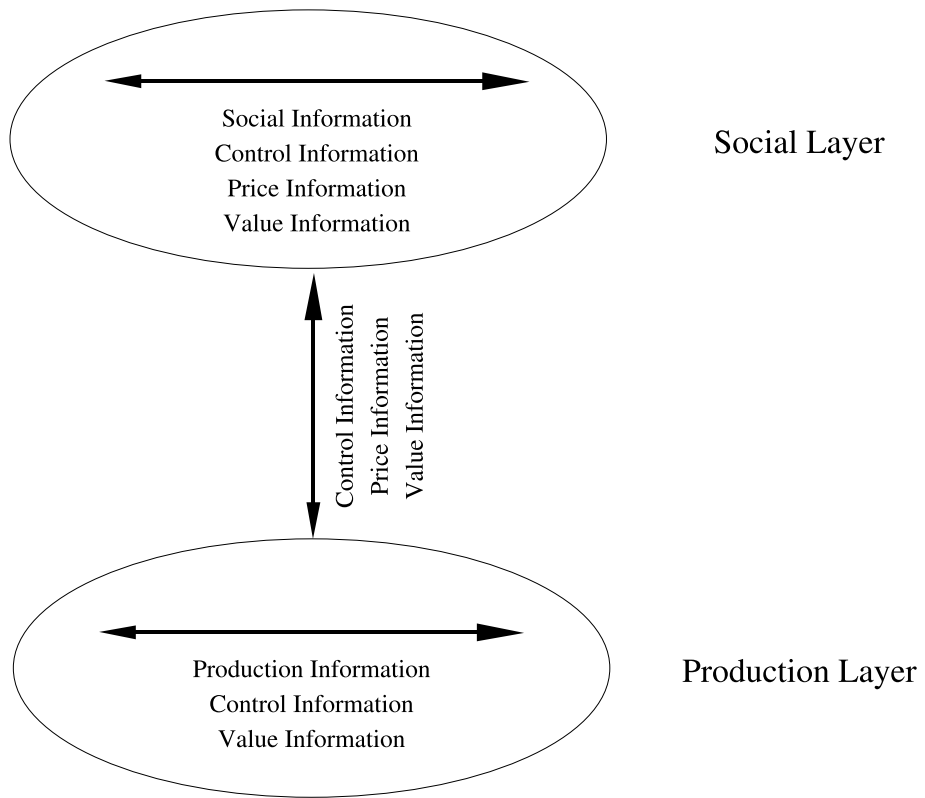 Social Information
Control Information
Price Information
Value Information
Social Layer
Control Information
Price Information
Value Information
Production Information
Control Information
Value Information
Production Layer